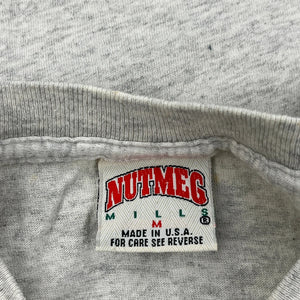 NUTMEG
MILLS ®
M
MADE IN U.S.A.
FOR CARE SEE REVERSE